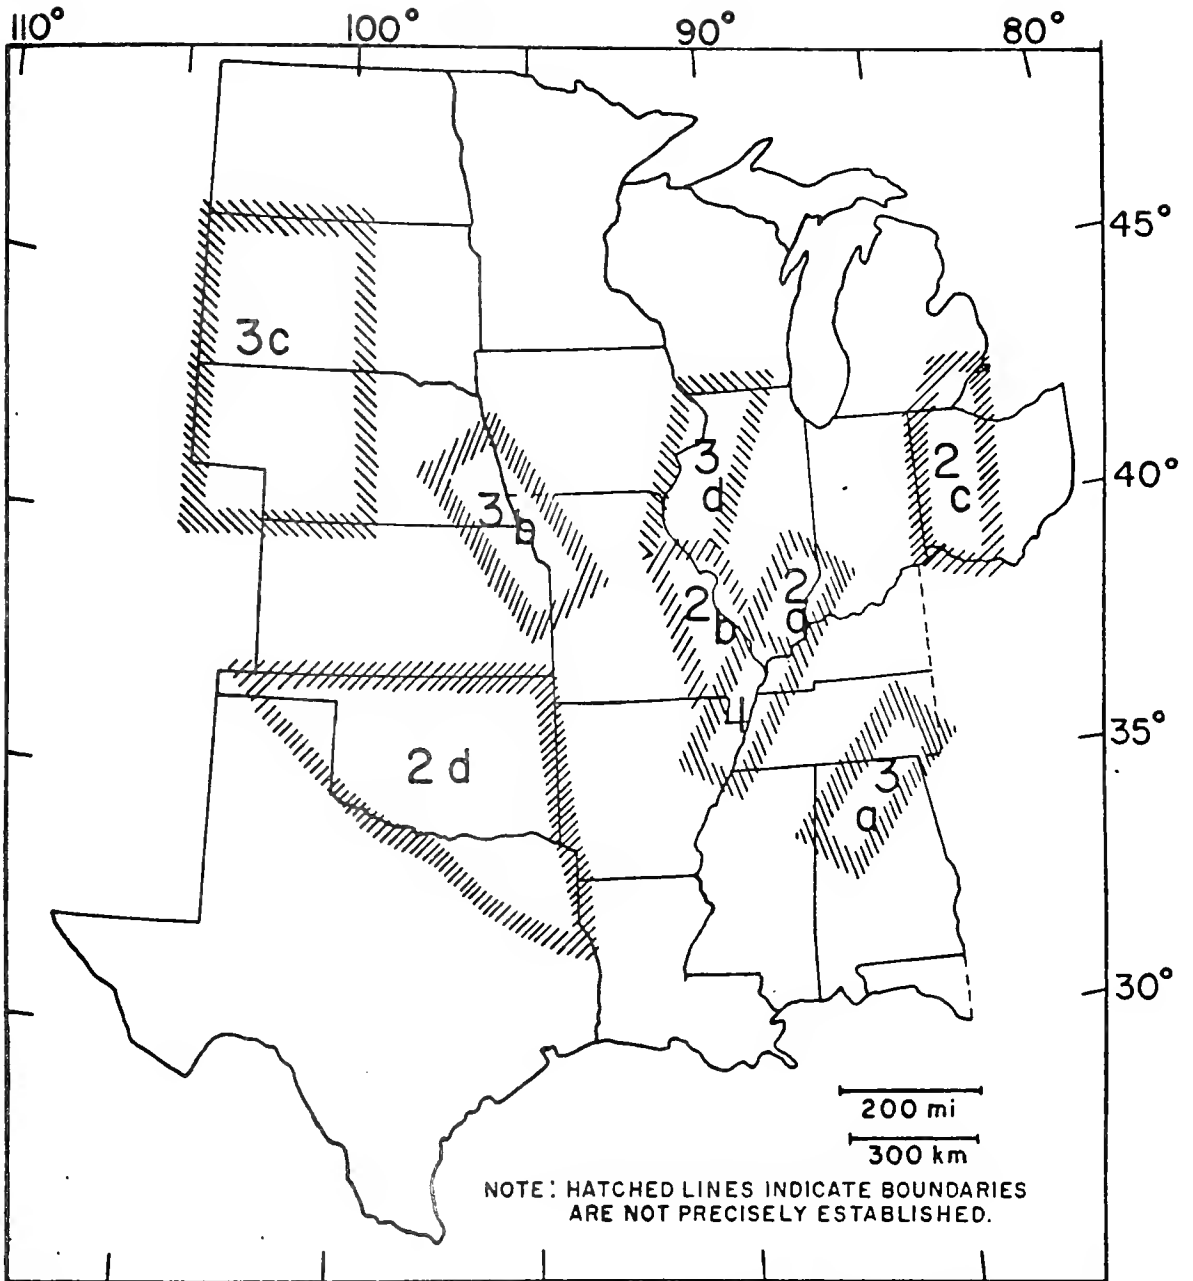 110° 100° 90° 80°
45°
3c
3
d
2
c
40°
3
b
2
a
2
b
1
35°
2 d
3
a
30°
200 mi
300 km
NOTE: HATCHED LINES INDICATE BOUNDARIES
ARE NOT PRECISELY ESTABLISHED.